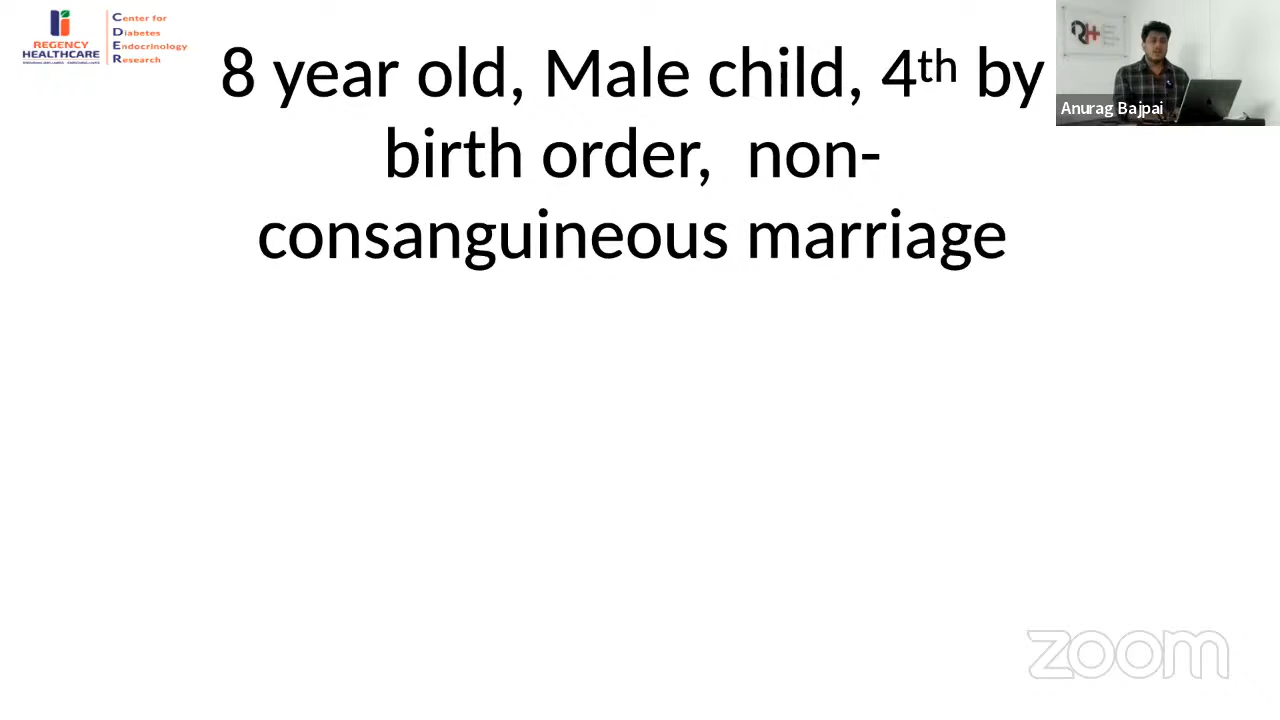 REGENCY
HEALTHCARE
Center for
Diabetes
Endocrinology
Research
8 year old, Male child, 4th by
birth order, non-
consanguineous marriage
Anurag Bajpai
zoom